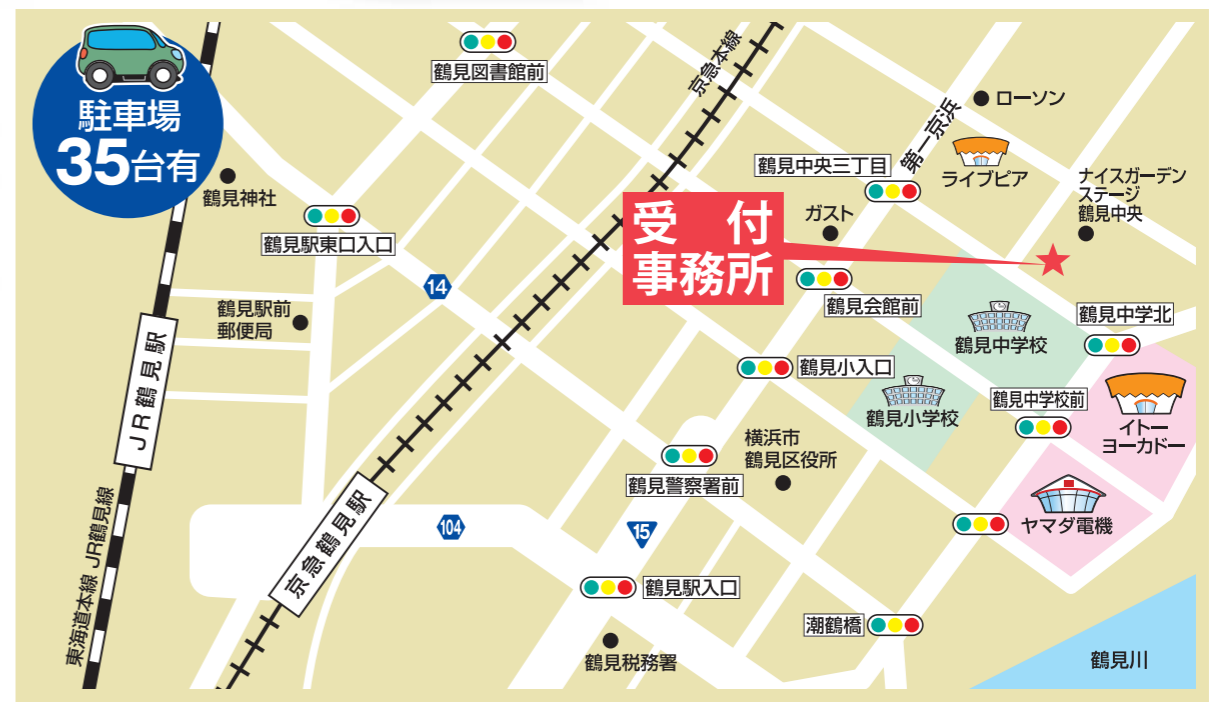 駐車場
35台有
鶴見図書館前
京急本線
第一京浜
ローソン
鶴見中央三丁目
ライブピア
ナイスガーデン
ステージ
鶴見中央
鶴見神社
鶴見駅東口入口
受付
事務所
ガスト
14
鶴見会館前
鶴見中学北
鶴見駅前
郵便局
鶴見中学校
JR鶴見駅
鶴見小入口
鶴見小学校
鶴見中学校前
イトー
ヨーカドー
横浜市
鶴見区役所
鶴見警察署前
ヤマダ電機
東海道本線 JR鶴見線
京急鶴見駅
104
15
鶴見駅入口
潮鶴橋
鶴見税務署
鶴見川